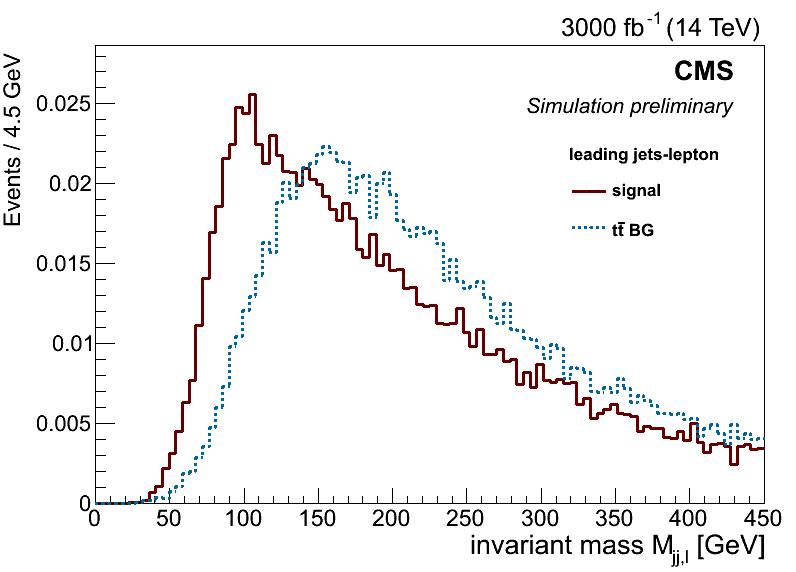 3000 fb⁻¹ (14 TeV)
CMS
Simulation preliminary
leading jets-lepton
signal
tt̄ BG
Events / 4.5 GeV
0.025
0.02
0.015
0.01
0.005
0
0 50 100 150 200 250 300 350 400 450
invariant mass Mjj,l [GeV]